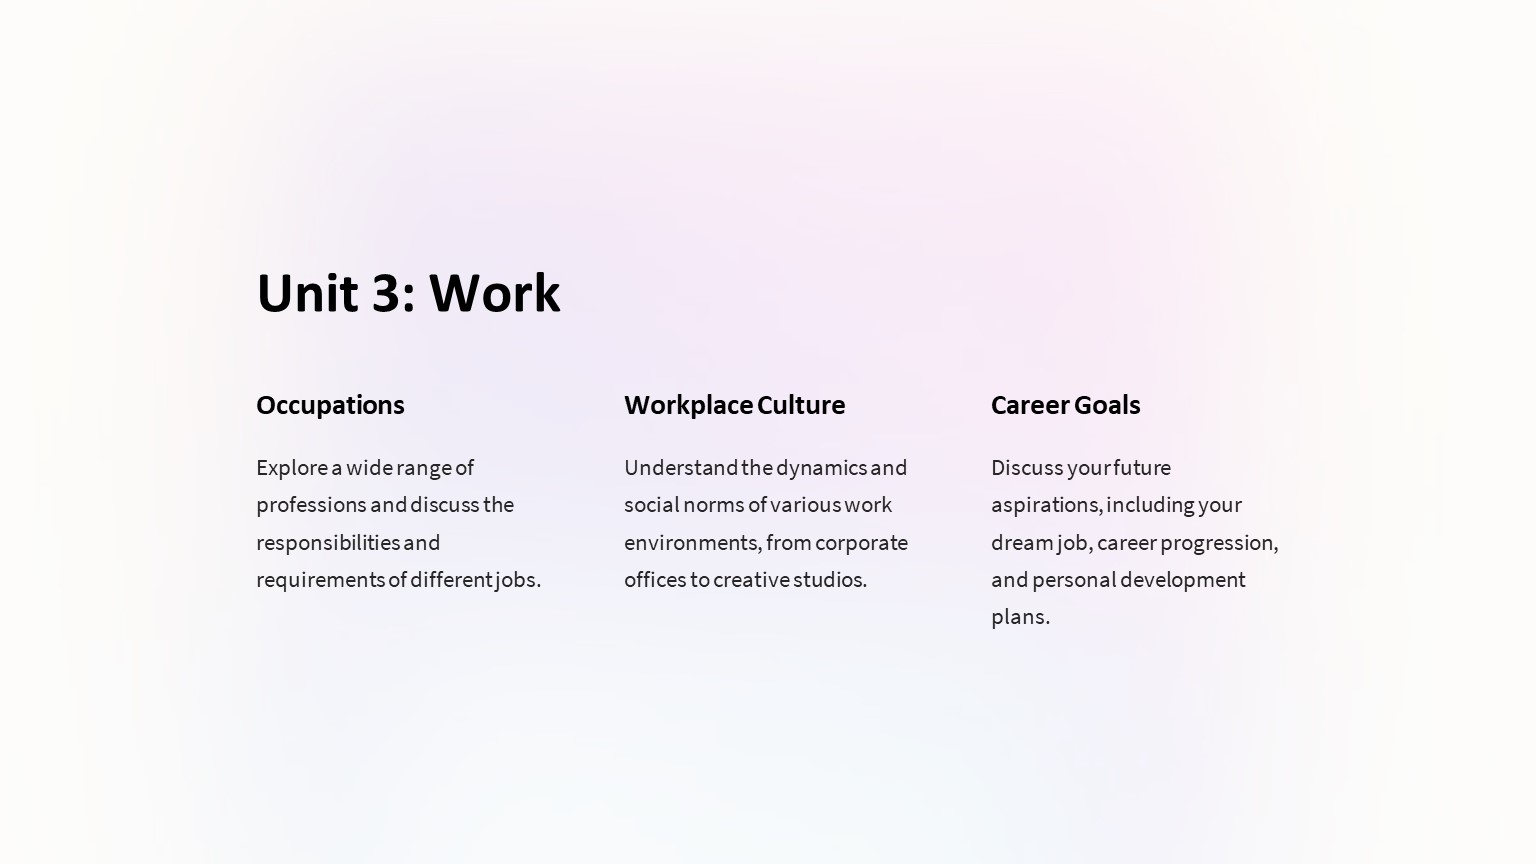 Unit 3: Work
Occupations
Explore a wide range of
professions and discuss the
responsibilities and
requirements of different jobs.
Workplace Culture
Understand the dynamics and
social norms of various work
environments, from corporate
offices to creative studios.
Career Goals
Discuss your future
aspirations, including your
dream job, career progression,
and personal development
plans.